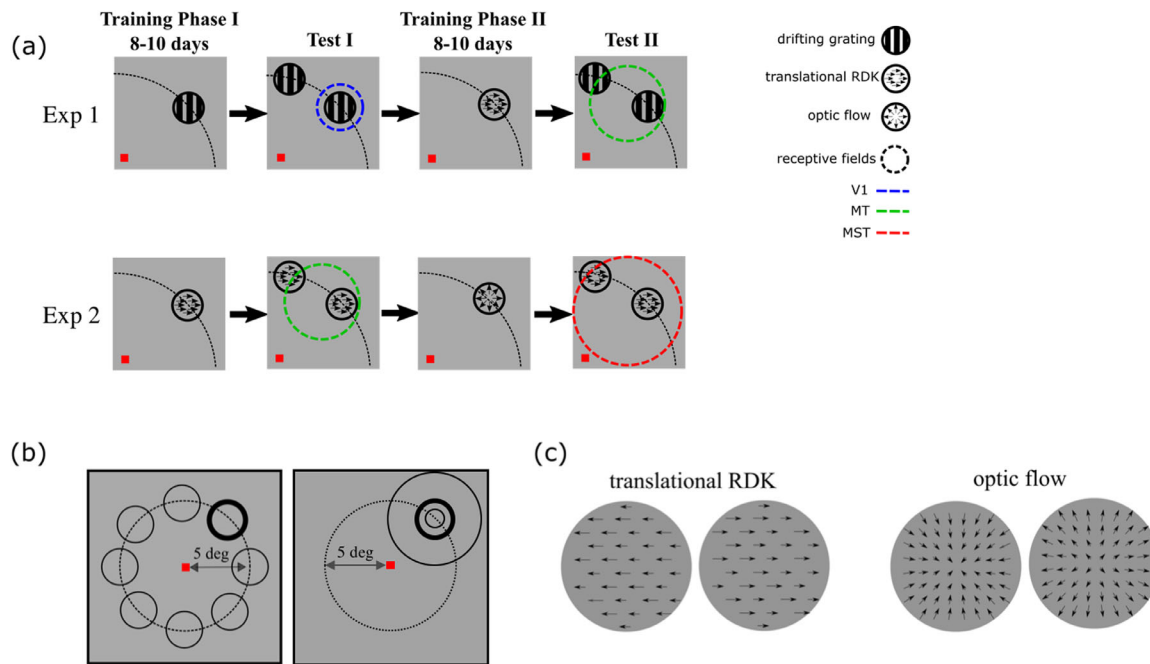 (a)
Training Phase I
8-10 days
Test I
Training Phase II
8-10 days
Test II
Exp 1
Exp 2
drifting grating
translational RDK
optic flow
receptive fields
V1
MT
MST
(b)
5 deg
5 deg
(c)
translational RDK
optic flow